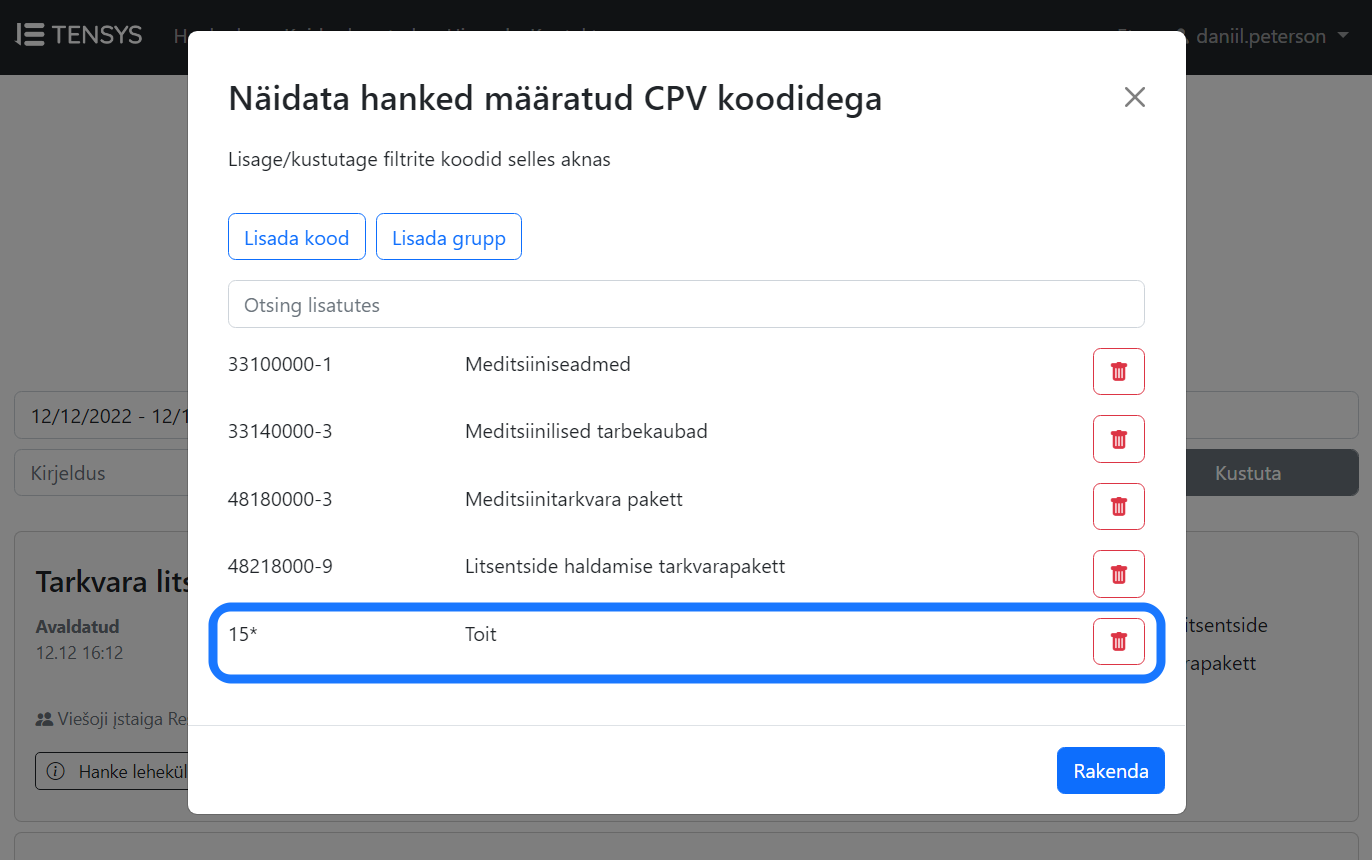 TENSYS
daniil.peterson
Näidata hanked määratud CPV koodidega
Lisage/kustutage filtrite koodid selles aknas
Lisada kood Lisada grupp
Otsing lisatutes
33100000-1 Meditsiiniseadmed
33140000-3 Meditsiinilised tarbekaubad
48180000-3 Meditsiinitarkvara pakett
48218000-9 Litsentside haldamise tarkvarapakett
15* Toit
Rakenda
12/12/2022 - 12/1
Kirjeldus
Kustuta
Tarkvara lits
Avaldatud
12.12 16:12
itsentside
rapakett
Viešoji įstaiga Re
Hanke lehekül